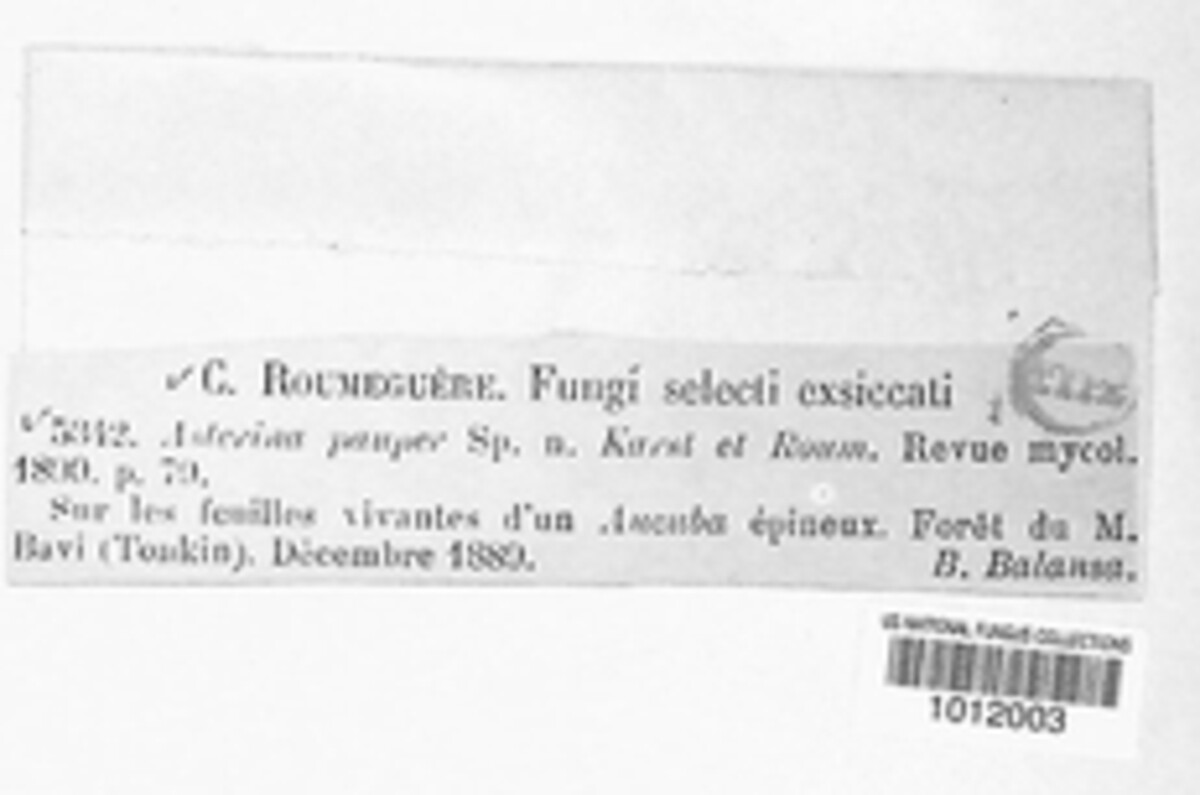 C. ROUMEGUÈRE. Fungi selecti exsiccati
5342. Asterina pauper Sp. n. Karst et Roum. Revue mycol.
1890. p. 79.
Sur les feuilles vivantes d'un Aucuba épineux. Forêt du M.
Bavi (Tonkin). Décembre 1889.
B. Balansa.
US NATIONAL FUNGUS COLLECTIONS
1012003